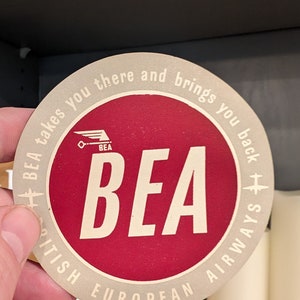 BEA takes you there and brings you back
BEA
BEA
BRITISH EUROPEAN AIRWAYS